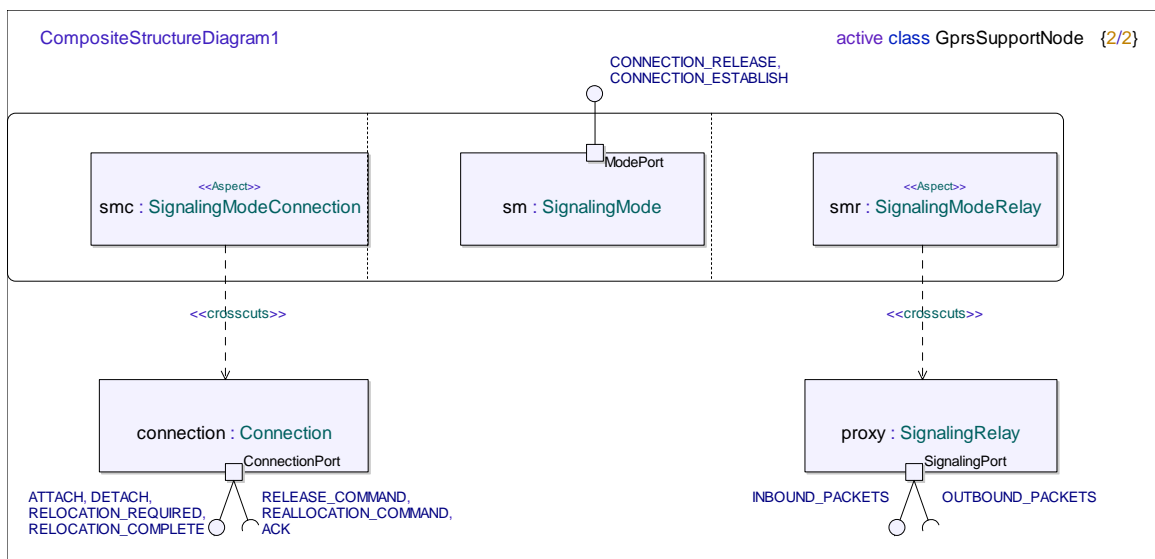 CompositeStructureDiagram1
active class GprsSupportNode {2/2}
CONNECTION_RELEASE,
CONNECTION_ESTABLISH
ModePort
<<Aspect>>
smc : SignalingModeConnection
sm : SignalingMode
<<Aspect>>
smr : SignalingModeRelay
<<crosscuts>>
<<crosscuts>>
connection : Connection
ConnectionPort
proxy : SignalingRelay
SignalingPort
ATTACH, DETACH,
RELOCATION_REQUIRED,
RELOCATION_COMPLETE
RELEASE_COMMAND,
REALLOCATION_COMMAND,
ACK
INBOUND_PACKETS
OUTBOUND_PACKETS